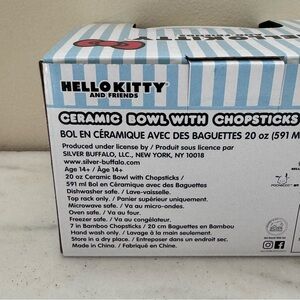 HELLO KITTY
AND FRIENDS
CERAMIC BOWL WITH CHOPSTICKS
BOL EN CÉRAMIQUE AVEC DES BAGUETTES 20 oz (591 M
Produced under license by / Produit sous licence par
SILVER BUFFALO, LLC., NEW YORK, NY 10018
www.silver-buffalo.com
Age 14+ / Âge 14+
20 oz Ceramic Bowl with Chopsticks /
591 ml Bol en Céramique avec des Baguettes
Dishwasher safe. / Lave-vaisselle.
Top rack only. / Panier supérieur uniquement.
Microwave safe. / Va au micro-ondes.
Oven safe. / Va au four.
Freezer safe. / Va au congélateur.
7 in Bamboo Chopsticks / 20 cm Baguettes en Bambou
Hand wash only. / Lavage à la main uniquement.
Store in a dry place. / Entreposer dans un endroit sec.
Made in China. / Fabriqué en Chine.